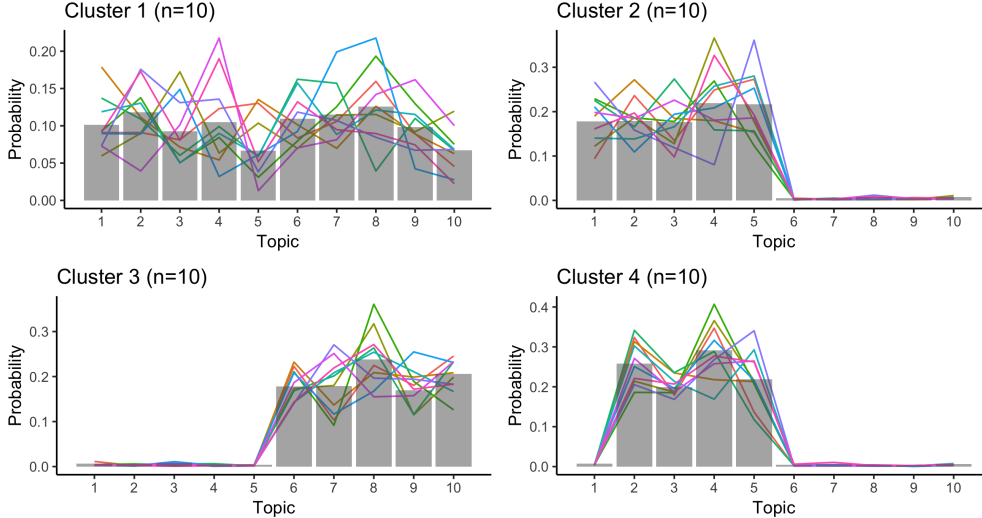 Cluster 1 (n=10)
Probability
0.20
0.15
0.10
0.05
0.00
1 2 3 4 5 6 7 8 9 10
Topic
Cluster 2 (n=10)
Probability
0.3
0.2
0.1
0.0
1 2 3 4 5 6 7 8 9 10
Topic
Cluster 3 (n=10)
Probability
0.3
0.2
0.1
0.0
1 2 3 4 5 6 7 8 9 10
Topic
Cluster 4 (n=10)
Probability
0.4
0.3
0.2
0.1
0.0
1 2 3 4 5 6 7 8 9 10
Topic